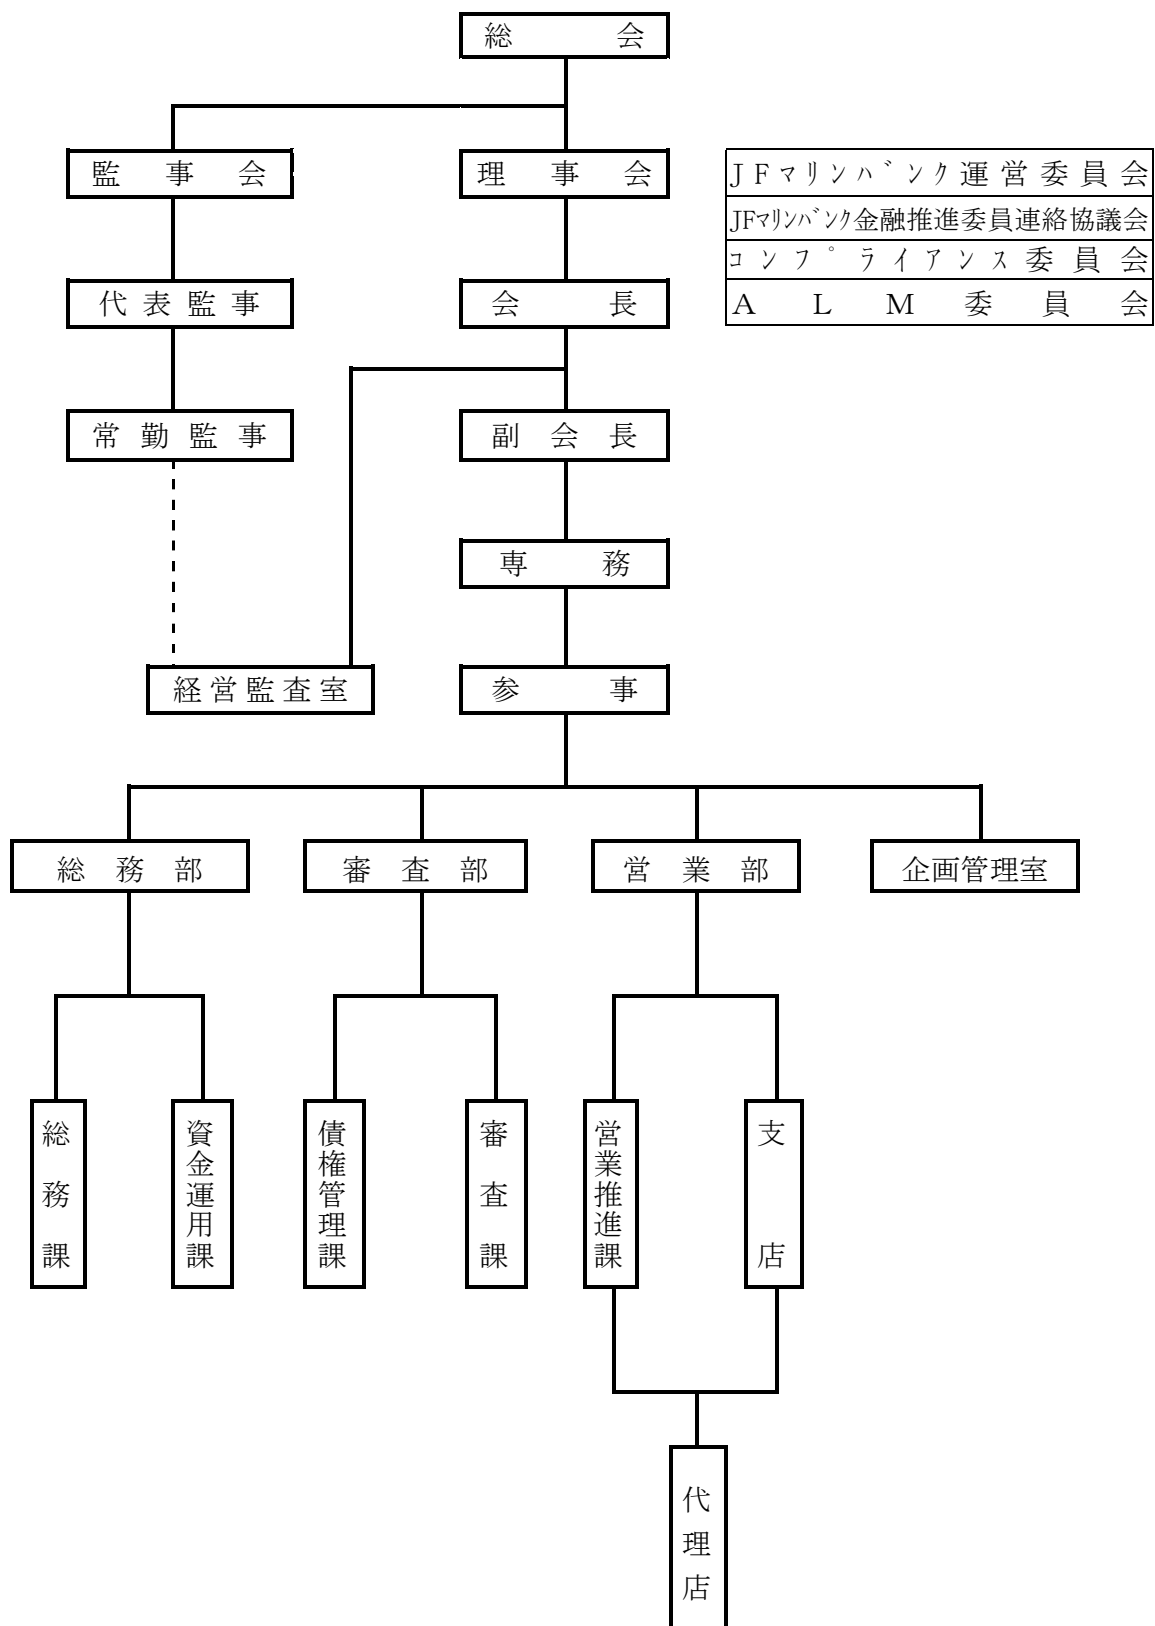 総会
監事会
理事会
JFマリンバンク運営委員会
JFマリンバンク金融推進委員連絡協議会
コンプライアンス委員会
ALM委員会
代表監事
会長
常勤監事
副会長
専務
経営監査室
参事
総務部
審査部
営業部
企画管理室
総務課
資金運用課
債権管理課
審査課
営業推進課
支店
代理店